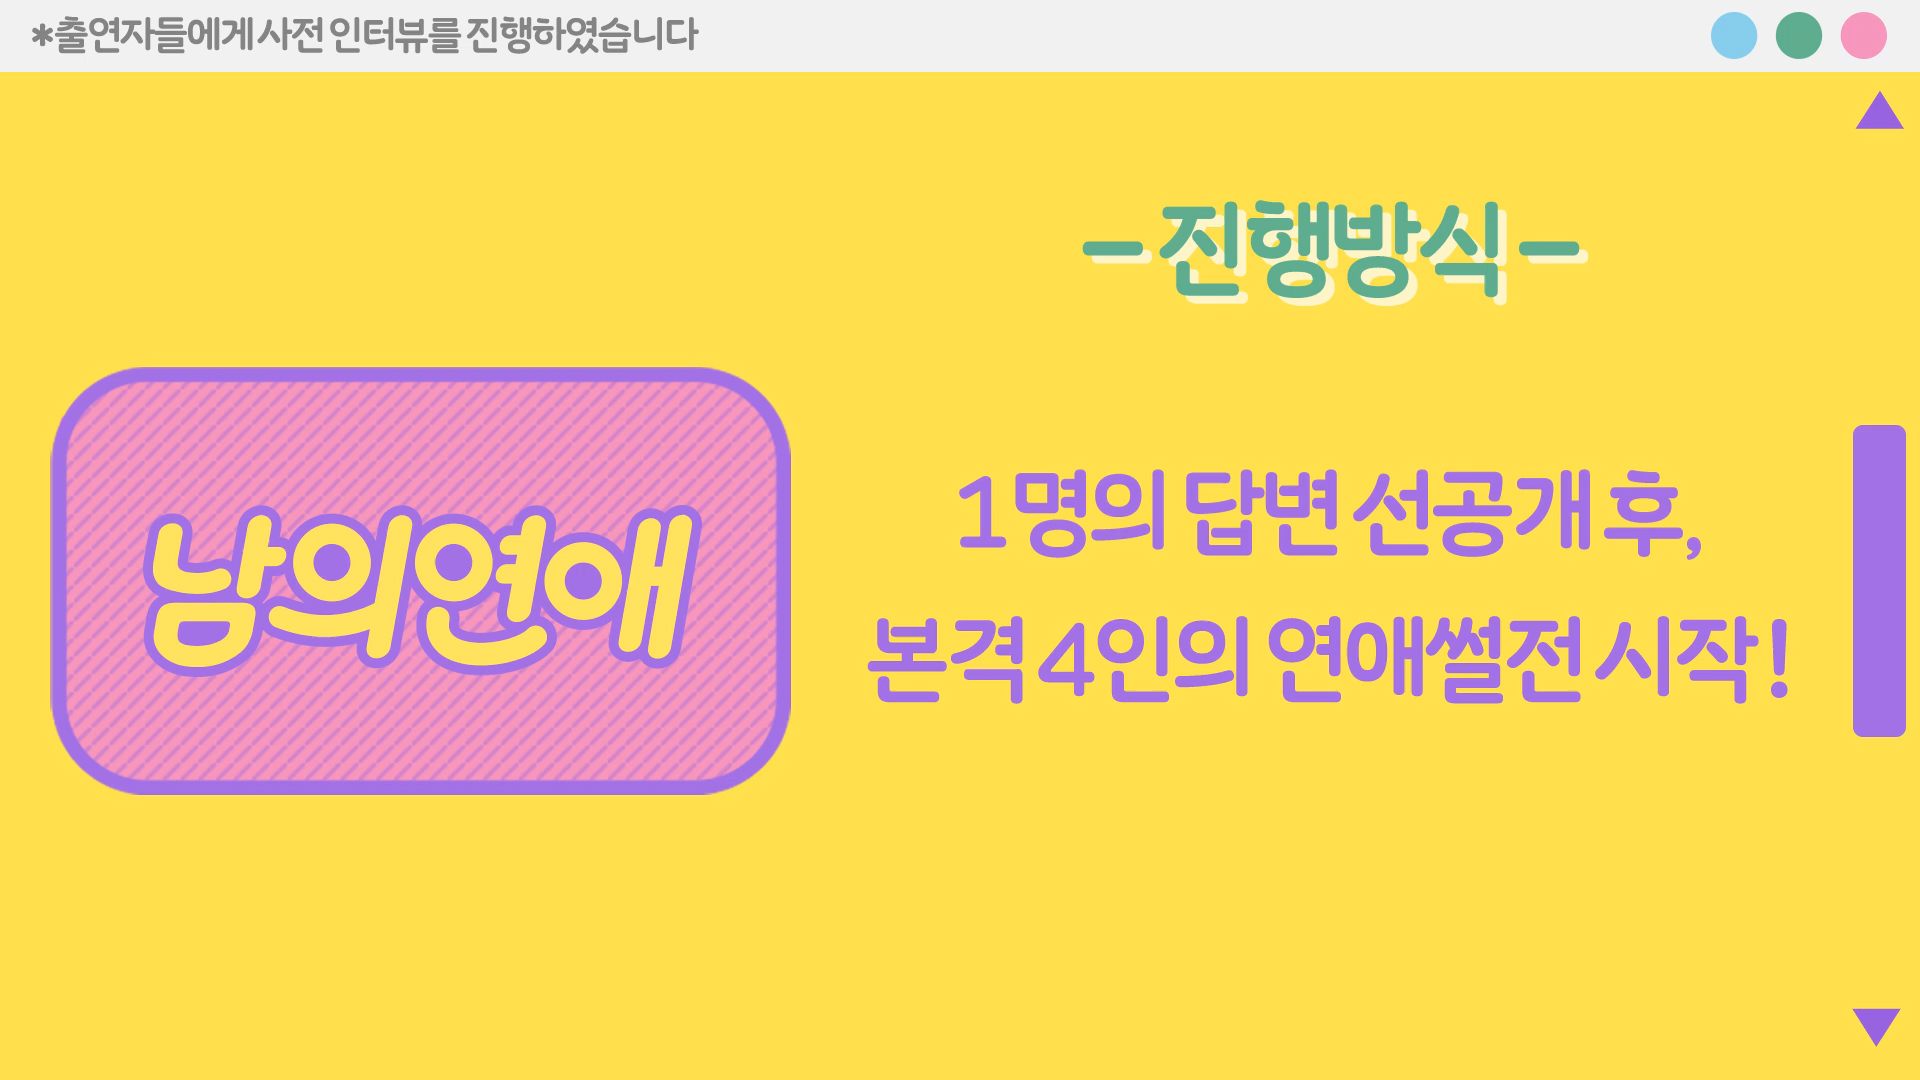 *출연자들에게 사전 인터뷰를 진행하였습니다
-진행방식-
남의연애
1명의 답변 선공개 후,
본격 4인의 연애썰전 시작!